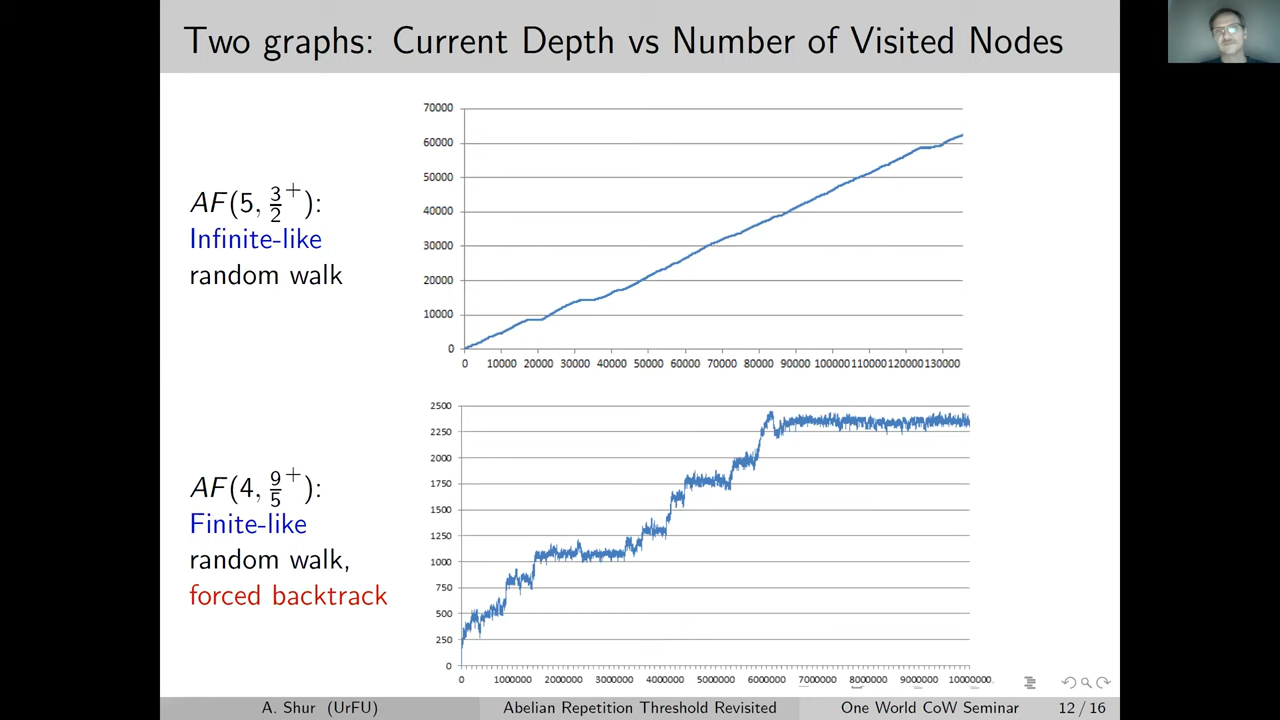 Two graphs: Current Depth vs Number of Visited Nodes
AF(5, 3/2⁺):
Infinite-like
random walk
70000
60000
50000
40000
30000
20000
10000
0
0 10000 20000 30000 40000 50000 60000 70000 80000 90000 100000 110000 120000 130000
AF(4, 9/5⁺):
Finite-like
random walk,
forced backtrack
2500
2250
2000
1750
1500
1250
1000
750
500
250
0
0 1000000 2000000 3000000 4000000 5000000 6000000 7000000 8000000 9000000 10000000
A. Shur (UrFU) Abelian Repetition Threshold Revisited One World CoW Seminar 12 / 16